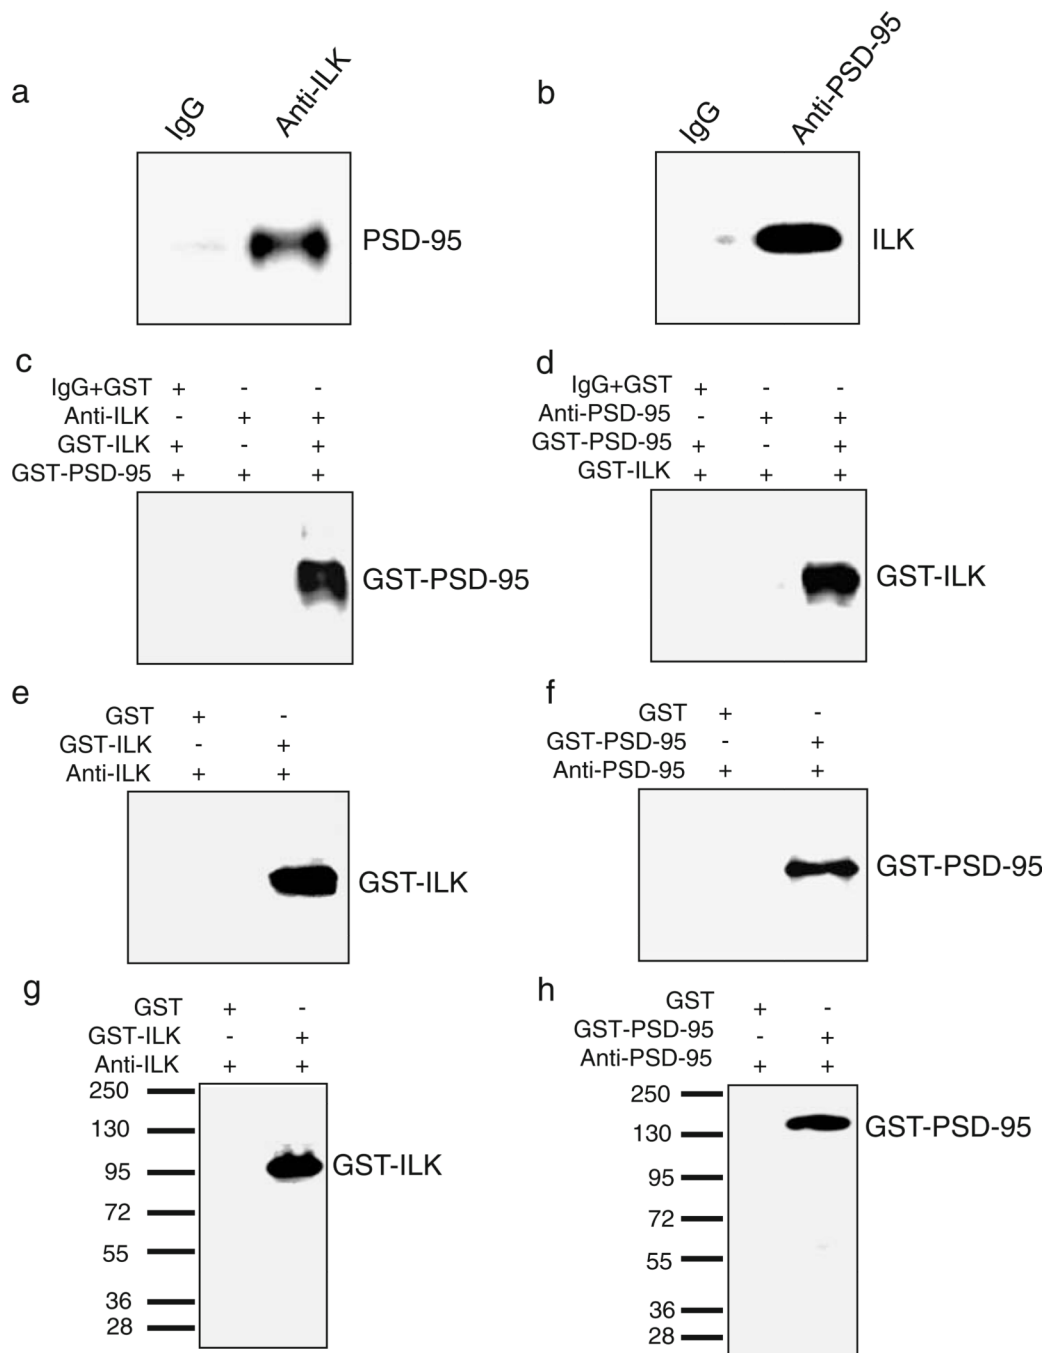 a
IgG
Anti-ILK
PSD-95
b
IgG
Anti-PSD-95
ILK
c
IgG+GST + - -
Anti-ILK - + +
GST-ILK + - +
GST-PSD-95 + + +
GST-PSD-95
d
IgG+GST + - -
Anti-PSD-95 - + +
GST-PSD-95 + - +
GST-ILK + + +
GST-ILK
e
GST + -
GST-ILK - +
Anti-ILK + +
GST-ILK
f
GST + -
GST-PSD-95 - +
Anti-PSD-95 + +
GST-PSD-95
g
GST + -
GST-ILK - +
Anti-ILK + +
250
130
95
72
55
36
28
GST-ILK
h
GST + -
GST-PSD-95 - +
Anti-PSD-95 + +
250
130
95
72
55
36
28
GST-PSD-95